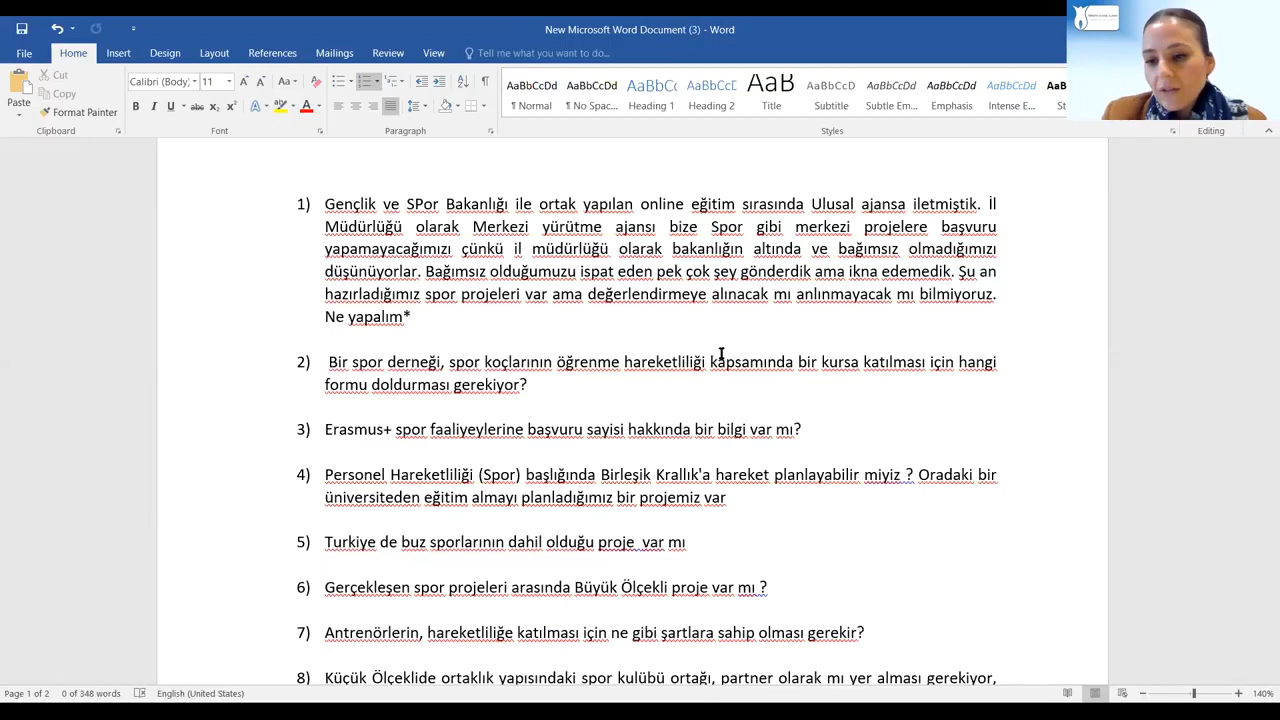 New Microsoft Word Document (3) - Word
File Home Insert Design Layout References Mailings Review View Tell me what you want to do...
Paste Cut Copy Format Painter
Clipboard
Calibri (Body) 11
Font
Paragraph
AaBbCcDd AaBbCcDd AaBbC AaBbCcE AaB AaBbCcD AaBbCcDd AaBbCcDd AaBbCcDd
¶ Normal ¶ No Spac... Heading 1 Heading 2 Title Subtitle Subtle Em... Emphasis Intense E...
Styles
Editing
1) Gençlik ve SPor Bakanlığı ile ortak yapılan online eğitim sırasında Ulusal ajansa iletmiştik. İl
Müdürlüğü olarak Merkezi yürütme ajansı bize Spor gibi merkezi projelere başvuru
yapamayacağımızı çünkü il müdürlüğü olarak bakanlığın altında ve bağımsız olmadığımızı
düşünüyorlar. Bağımsız olduğumuzu ispat eden pek çok şey gönderdik ama ikna edemedik. Şu an
hazırladığımız spor projeleri var ama değerlendirmeye alınacak mı anlınmayacak mı bilmiyoruz.
Ne yapalım*
2) Bir spor derneği, spor koçlarının öğrenme hareketliliği kapsamında bir kursa katılması için hangi
formu doldurması gerekiyor?
3) Erasmus+ spor faaliyeylerine başvuru sayisi hakkında bir bilgi var mı?
4) Personel Hareketliliği (Spor) başlığında Birleşik Krallık'a hareket planlayabilir miyiz ? Oradaki bir
üniversiteden eğitim almayı planladığımız bir projemiz var
5) Turkiye de buz sporlarının dahil olduğu proje var mı
6) Gerçekleşen spor projeleri arasında Büyük Ölçekli proje var mı ?
7) Antrenörlerin, hareketliliğe katılması için ne gibi şartlara sahip olması gerekir?
8) Küçük Ölçeklide ortaklık yapısındaki spor kulübü ortağı, partner olarak mı yer alması gerekiyor,
Page 1 of 2 0 of 348 words English (United States) 140%